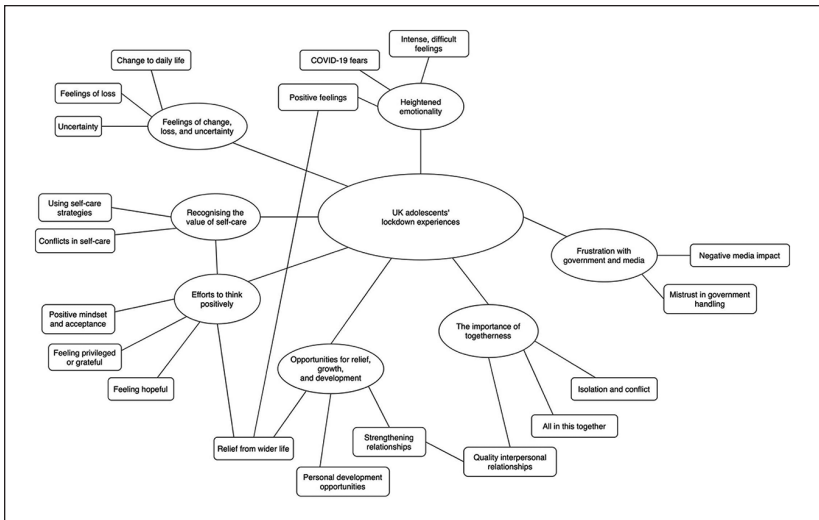 Intense, difficult
feelings
COVID-19 fears
Change to daily life
Positive feelings
Heightened
emotionality
Feelings of loss
Feelings of change,
loss, and uncertainty
Uncertainty
Using self-care
strategies
Recognising the
value of self-care
UK adolescents'
lockdown experiences
Conflicts in self-care
Frustration with
government and media
Negative media impact
Efforts to think
positively
Mistrust in government
handling
Positive mindset
and acceptance
The importance of
togetherness
Feeling privileged
or grateful
Opportunities for relief,
growth,
and development
Feeling hopeful
Isolation and conflict
All in this together
Relief from wider life
Strengthening
relationships
Quality interpersonal
relationships
Personal development
opportunities